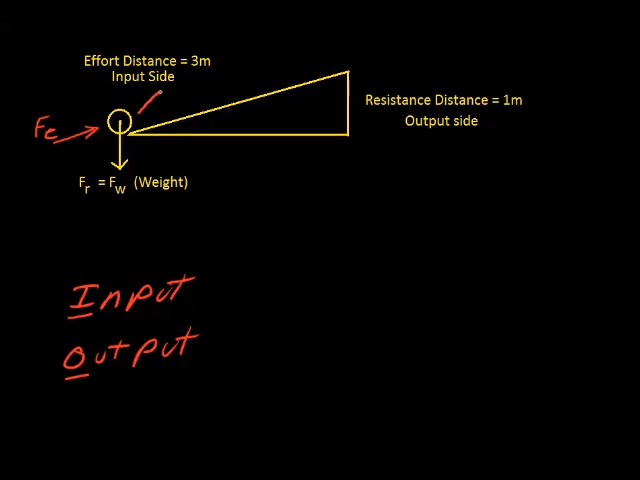 Effort Distance = 3m
Input Side
Resistance Distance = 1m
Output side
Fe
Fr = Fw (Weight)
Input
Output